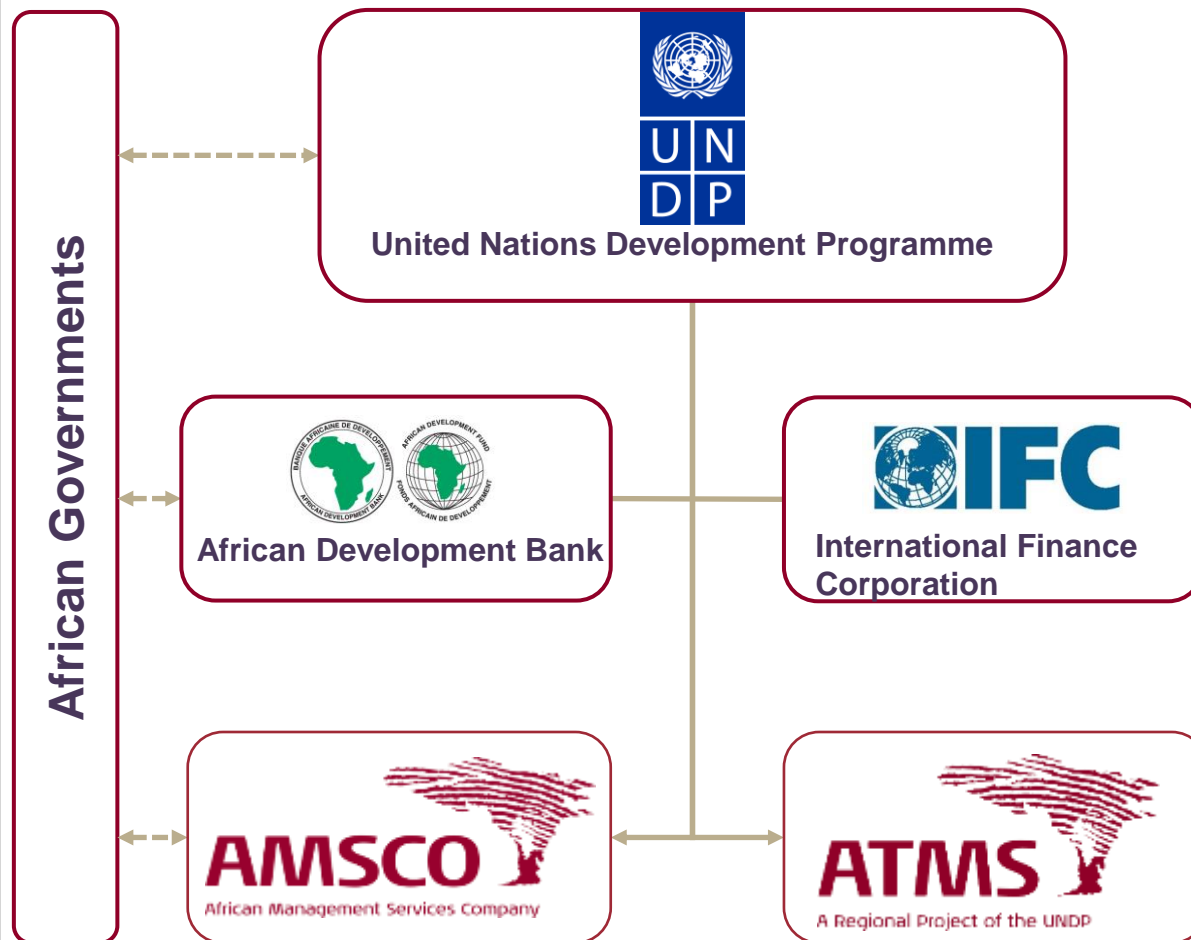 African Governments
UN
DP
United Nations Development Programme
BANQUE AFRICAINE DE DEVELOPPEMENT
AFRICAN DEVELOPMENT BANK
AFRICAN DEVELOPMENT FUND
FONDS AFRICAIN DE DEVELOPPEMENT
African Development Bank
IFC
International Finance
Corporation
AMSCO
African Management Services Company
ATMS
A Regional Project of the UNDP